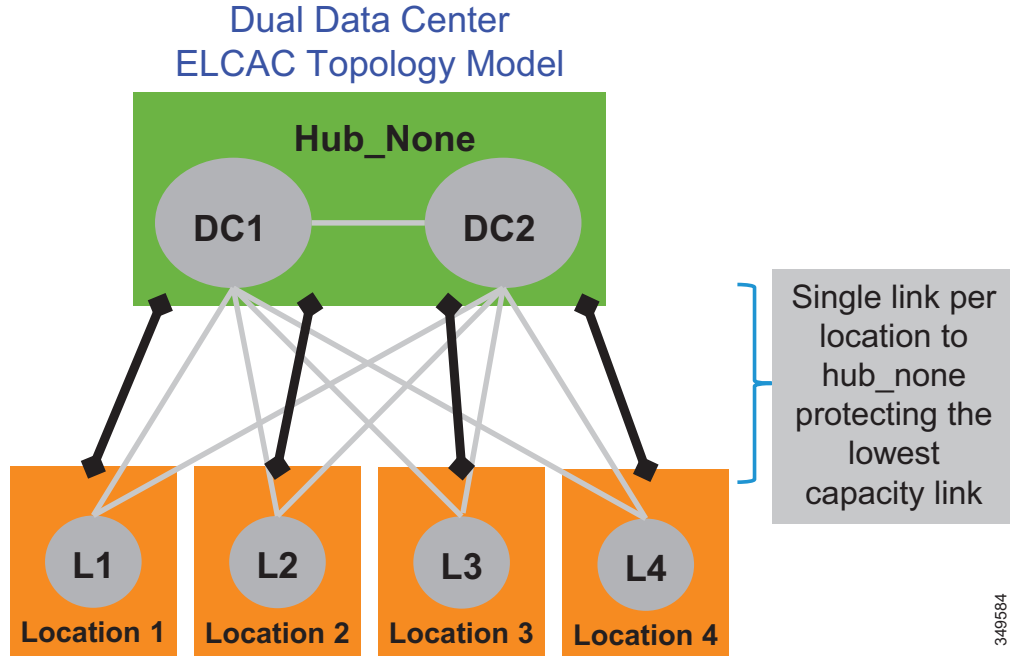 Dual Data Center
ELCAC Topology Model
Hub_None
DC1
DC2
Single link per
location to
hub_none
protecting the
lowest
capacity link
L1
L2
L3
L4
Location 1
Location 2
Location 3
Location 4
349584